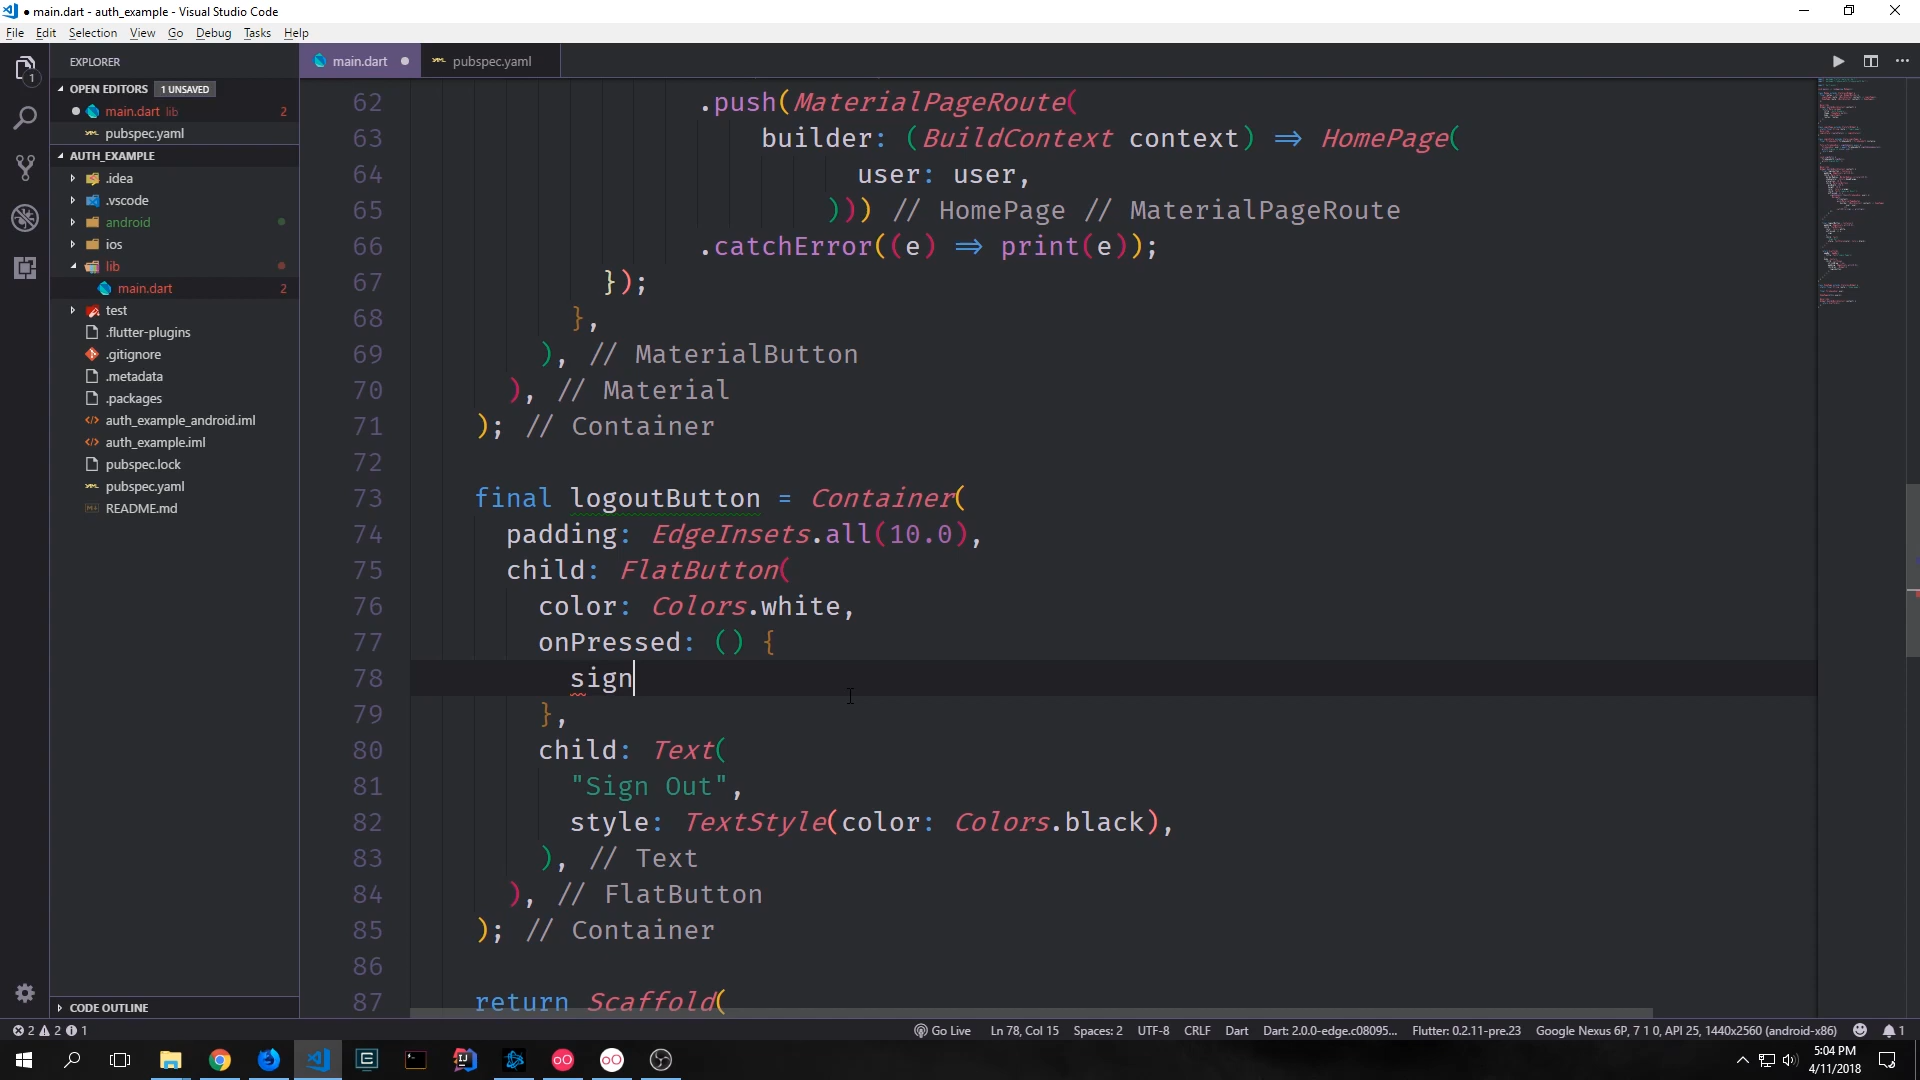 main.dart - auth_example - Visual Studio Code
File Edit Selection View Go Debug Tasks Help
EXPLORER
main.dart
pubspec.yaml
1
OPEN EDITORS 1 UNSAVED
main.dart lib 2
pubspec.yaml
AUTH_EXAMPLE
.idea
.vscode
android
ios
lib
main.dart 2
test
.flutter-plugins
.gitignore
.metadata
.packages
auth_example_android.iml
auth_example.iml
pubspec.lock
pubspec.yaml
README.md
CODE OUTLINE
62 .push(MaterialPageRoute(
63 builder: (BuildContext context) => HomePage(
64 user: user,
65 ))) // HomePage // MaterialPageRoute
66 .catchError((e) => print(e));
67 });
68 },
69 ), // MaterialButton
70 ), // Material
71 ); // Container
72
73 final logoutButton = Container(
74 padding: EdgeInsets.all(10.0),
75 child: FlatButton(
76 color: Colors.white,
77 onPressed: () {
78 sign
79 },
80 child: Text(
81 "Sign Out",
82 style: TextStyle(color: Colors.black),
83 ), // Text
84 ), // FlatButton
85 ); // Container
86
87 return Scaffold(
2 2 1 Go Live Ln 78, Col 15 Spaces: 2 UTF-8 CRLF Dart Dart: 2.0.0-edge.c08095... Flutter: 0.2.11-pre.23 Google Nexus 6P, 7 1 0, API 25, 1440x2560 (android-x86) 1
5:04 PM
4/11/2018